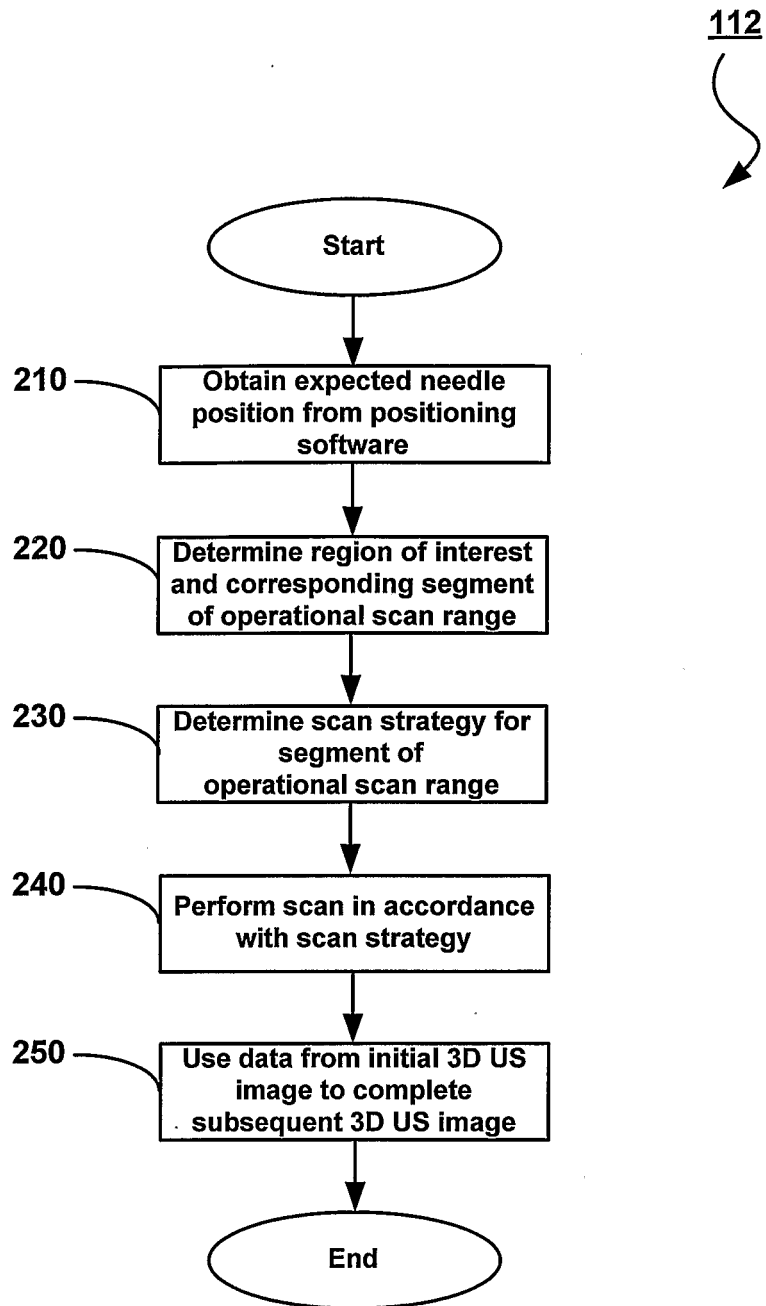 112
Start
210
Obtain expected needle
position from positioning
software
220
Determine region of interest
and corresponding segment
of operational scan range
230
Determine scan strategy for
segment of
operational scan range
240
Perform scan in accordance
with scan strategy
250
Use data from initial 3D US
image to complete
subsequent 3D US image
End